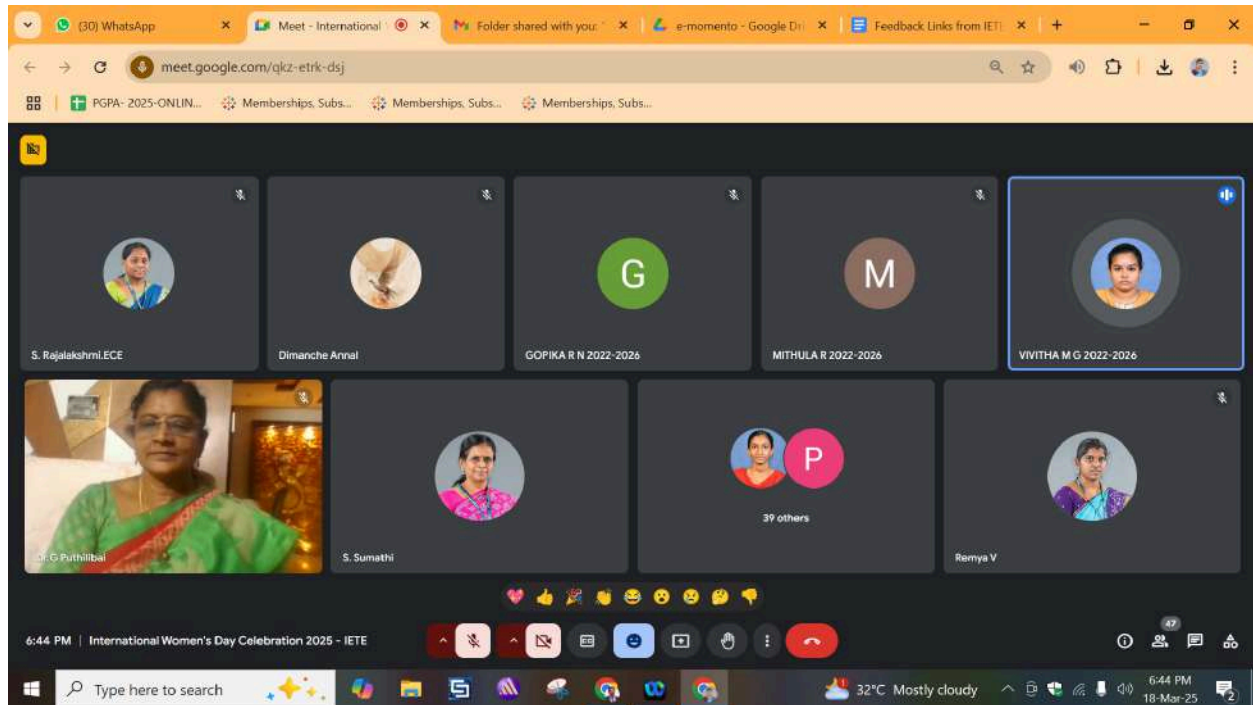 (30) WhatsApp
Meet - International
Folder shared with you: "
e-momento - Google Dri
Feedback Links from IETE
meet.google.com/qkz-etrk-dsj
PGPA- 2025-ONLIN...
Memberships, Subs...
Memberships, Subs...
Memberships, Subs...
S. Rajalakshmi.ECE
Dimanche Annal
G
GOPIKA R N 2022-2026
M
MITHULA R 2022-2026
VIVITHA M G 2022-2026
Dr.G Puthilibai
S. Sumathi
P
39 others
Remya V
6:44 PM | International Women's Day Celebration 2025 - IETE
47
Type here to search
32°C Mostly cloudy
6:44 PM
18-Mar-25
2